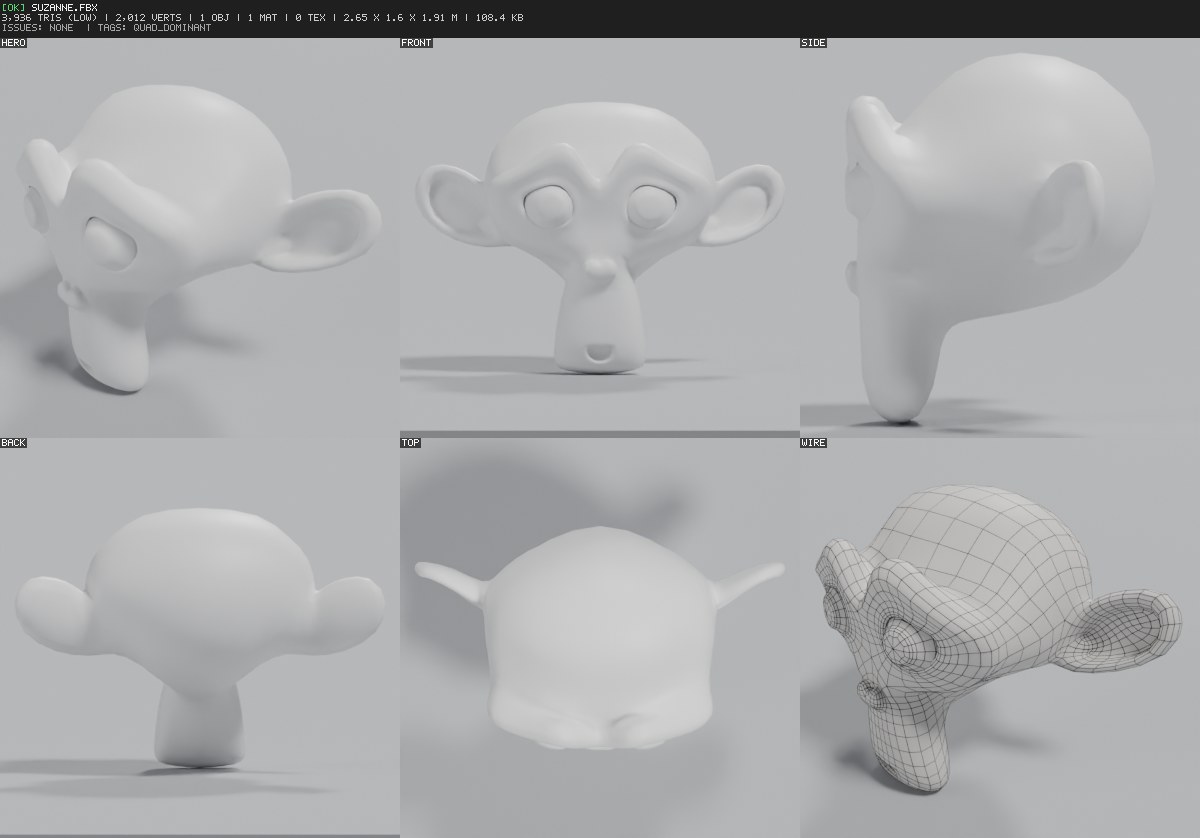 [OK] SUZANNE.FBX
3,936 TRIS (LOW) | 2,012 VERTS | 1 OBJ | 1 MAT | 0 TEX | 2.65 X 1.6 X 1.91 M | 108.4 KB
ISSUES: NONE | TAGS: QUAD_DOMINANT
HERO
FRONT
SIDE
BACK
TOP
WIRE